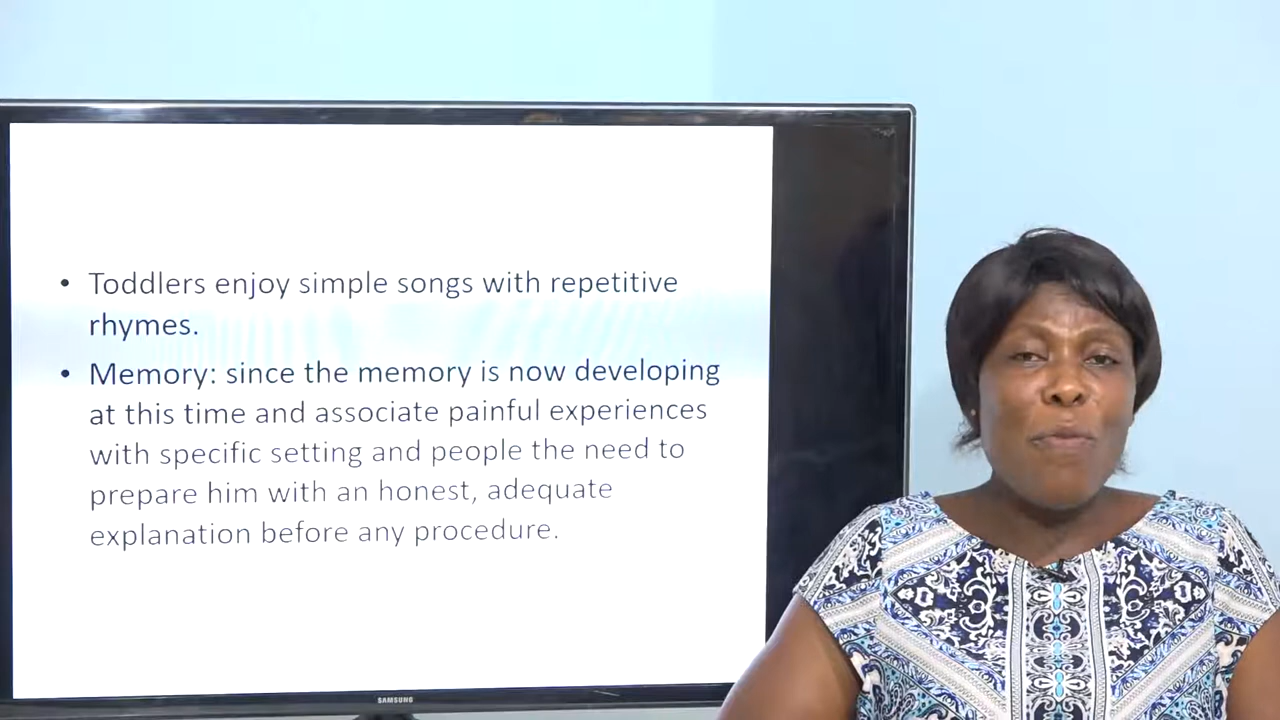 • Toddlers enjoy simple songs with repetitive
rhymes.
• Memory: since the memory is now developing
at this time and associate painful experiences
with specific setting and people the need to
prepare him with an honest, adequate
explanation before any procedure.
SAMSUNG